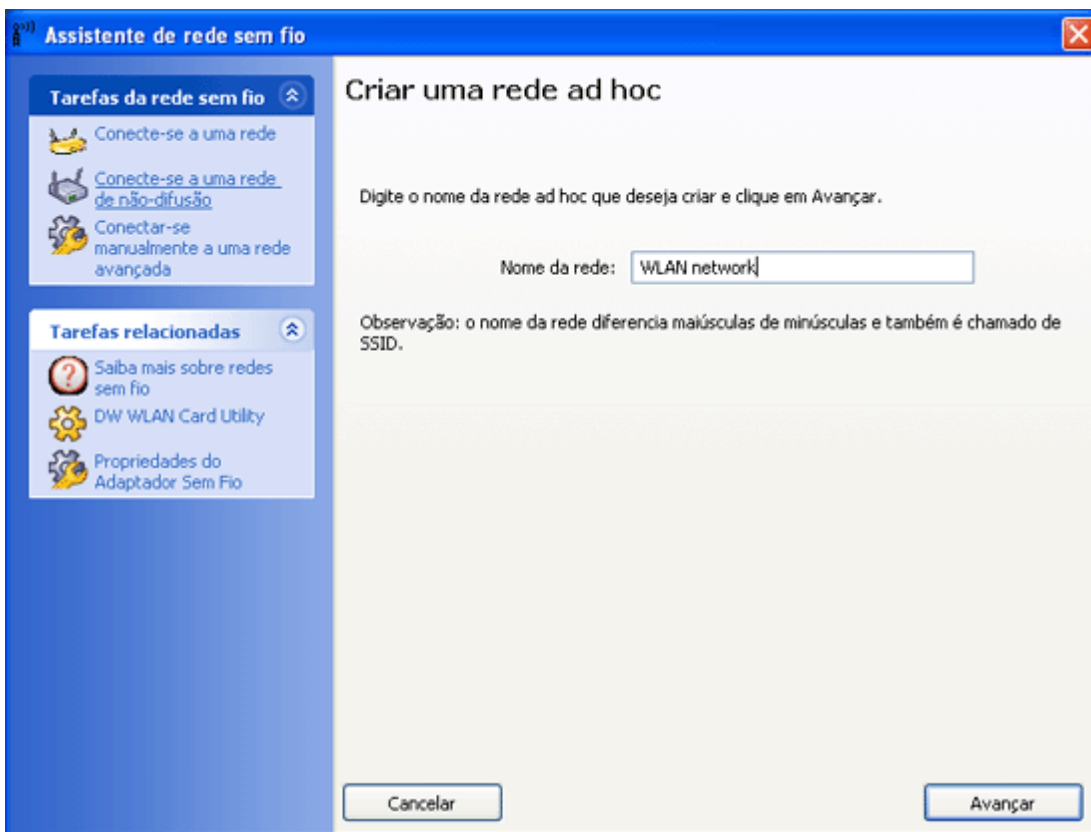 Assistente de rede sem fio
Tarefas da rede sem fio
Conecte-se a uma rede
Conecte-se a uma rede
de não-difusão
Conectar-se
manualmente a uma rede
avançada
Tarefas relacionadas
Saiba mais sobre redes
sem fio
DW WLAN Card Utility
Propriedades do
Adaptador Sem Fio
Criar uma rede ad hoc
Digite o nome da rede ad hoc que deseja criar e clique em Avançar.
Nome da rede: WLAN network
Observação: o nome da rede diferencia maiúsculas de minúsculas e também é chamado de
SSID.
Cancelar
Avançar